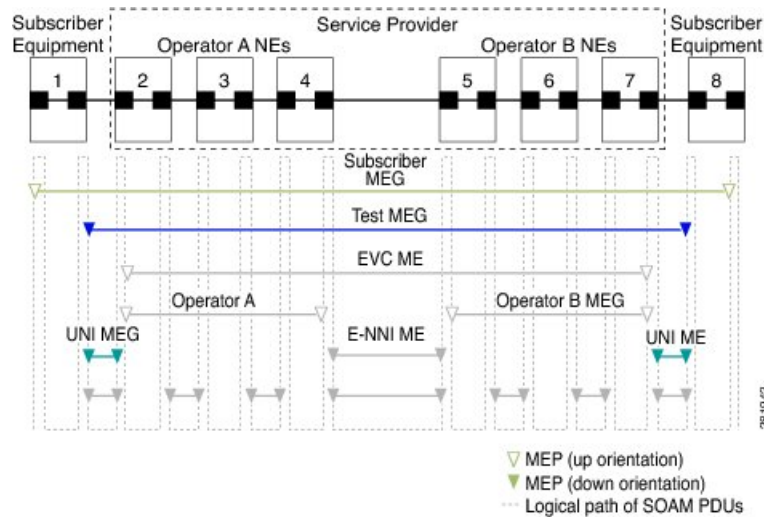 Subscriber Equipment
Service Provider
Subscriber Equipment
Operator A NEs
Operator B NEs
1
2
3
4
5
6
7
8
Subscriber MEG
Test MEG
EVC ME
Operator A
Operator B MEG
UNI MEG
E-NNI ME
UNI ME
MEP (up orientation)
MEP (down orientation)
Logical path of SOAM PDUs